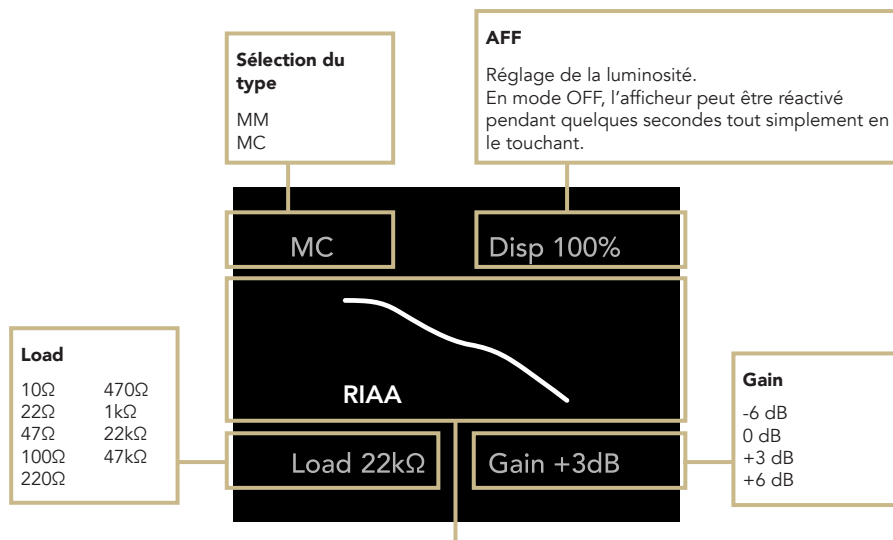 Sélection du
type
MM
MC
AFF
Réglage de la luminosité.
En mode OFF, l'afficheur peut être réactivé
pendant quelques secondes tout simplement en
le touchant.
MC
Disp 100%
RIAA
Load 22kΩ
Gain +3dB
Load
10Ω 470Ω
22Ω 1kΩ
47Ω 22kΩ
100Ω 47kΩ
220Ω
Gain
-6 dB
0 dB
+3 dB
+6 dB